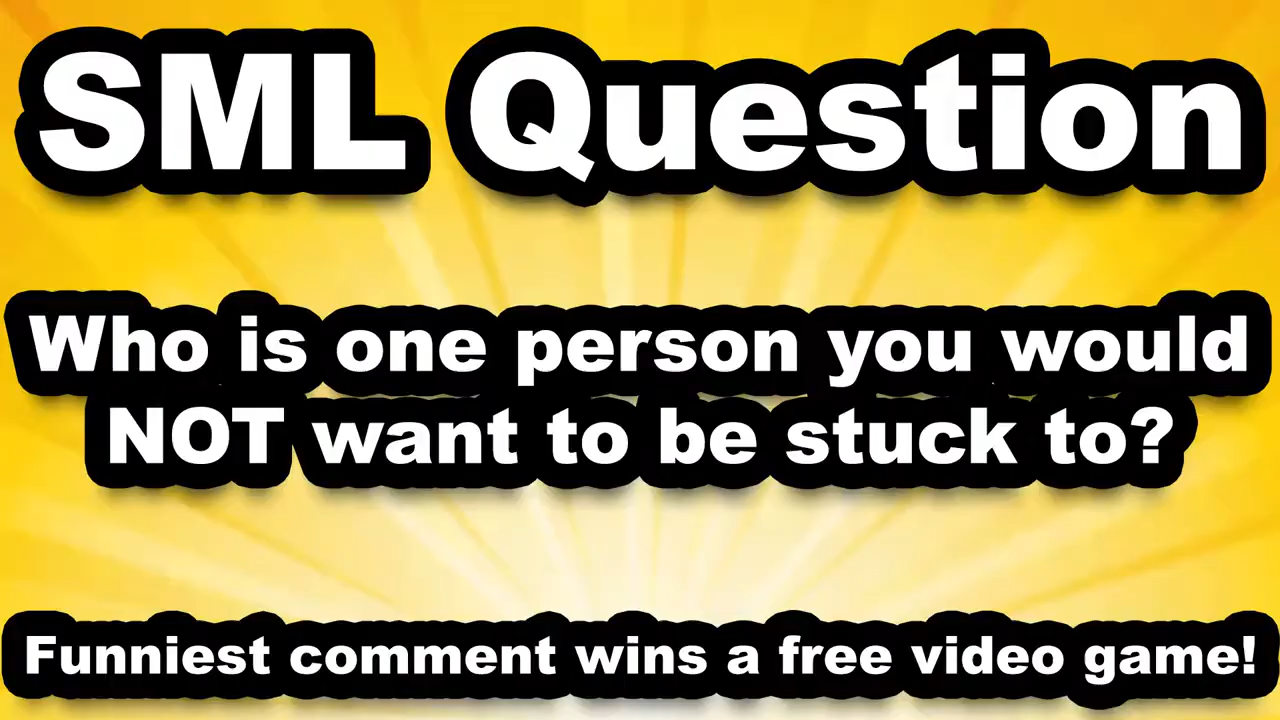 SML Question
Who is one person you would
NOT want to be stuck to?
Funniest comment wins a free video game!